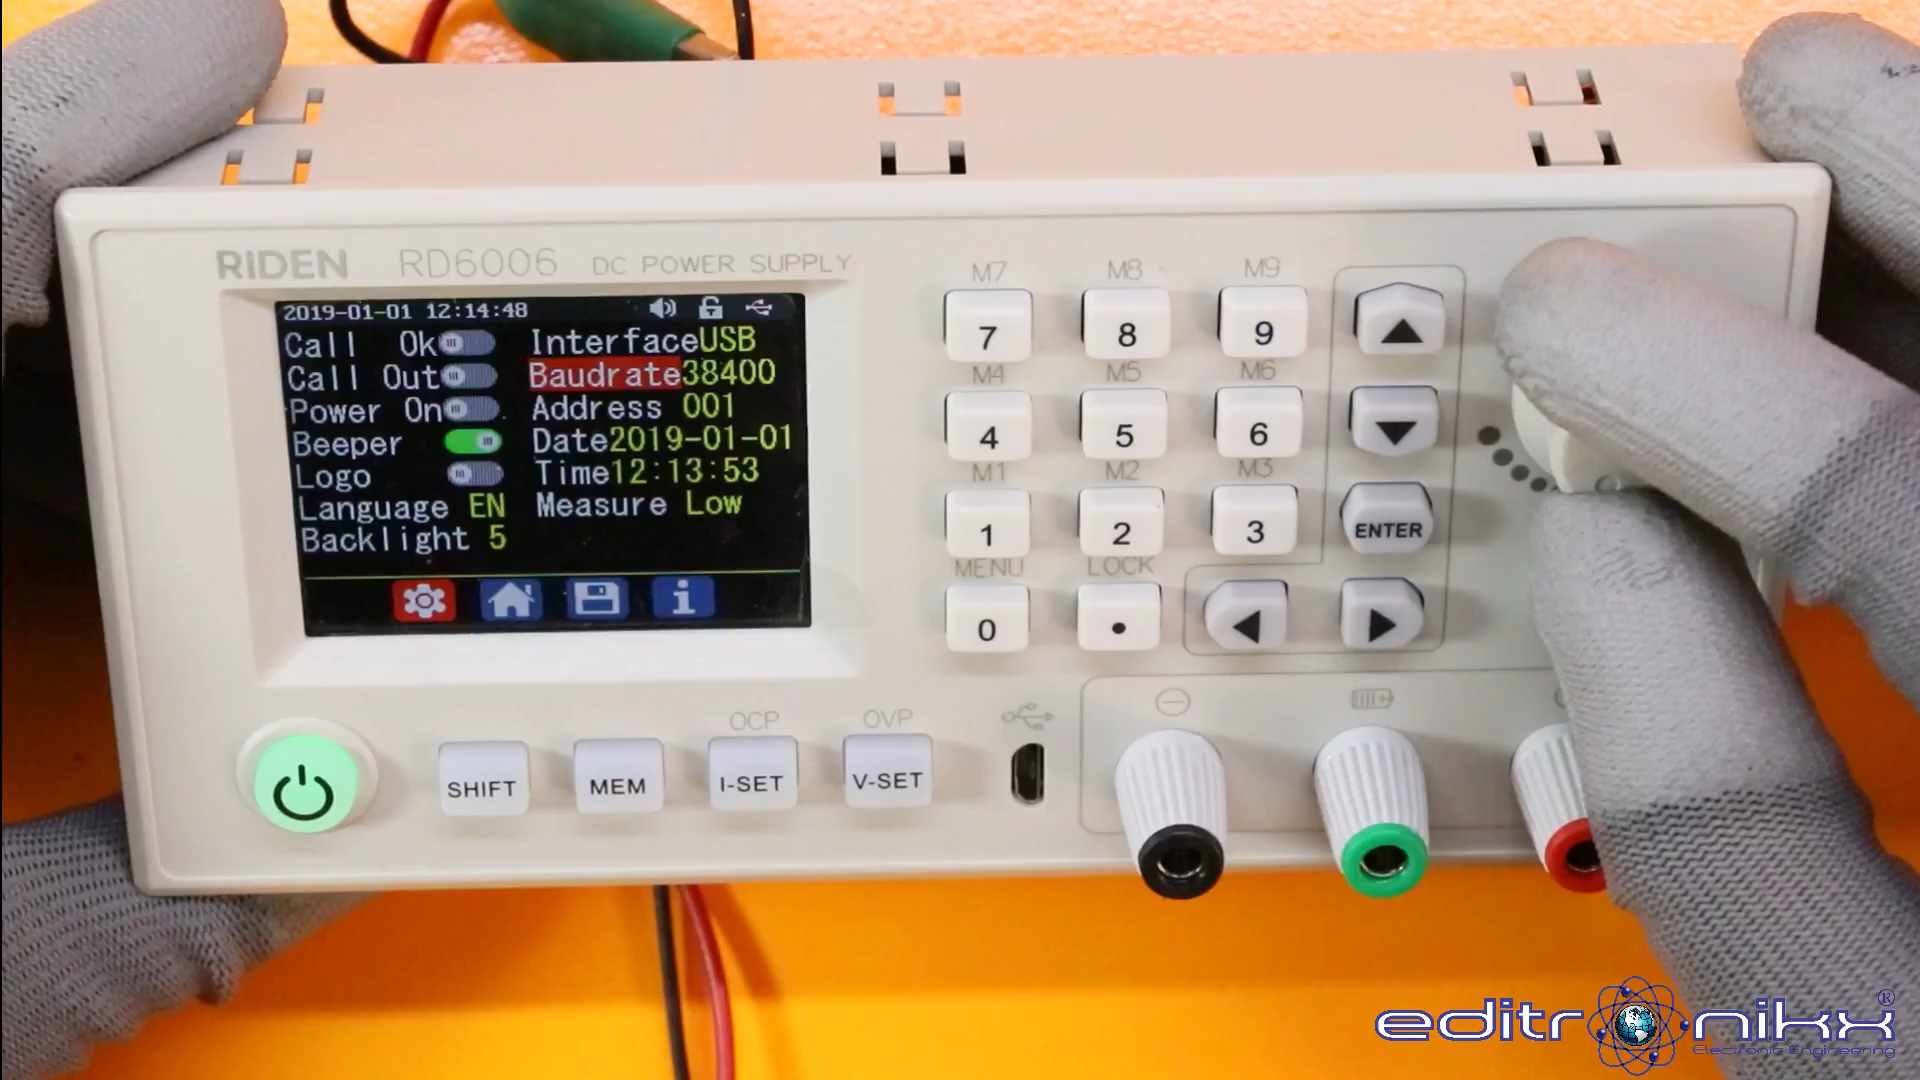 RIDEN RD6006 DC POWER SUPPLY
2019-01-01 12:14:48
Call Ok
Call Out
Power On
Beeper
Logo
Language EN
Backlight 5
Interface USB
Baudrate 38400
Address 001
Date 2019-01-01
Time 12:13:53
Measure Low
i
M7 M8 M9
7 8 9
M4 M5 M6
4 5 6
M1 M2 M3
1 2 3
ENTER
MENU LOCK
0 .
OCP OVP
SHIFT MEM I-SET V-SET
editronikx ®
Electronic Engineering